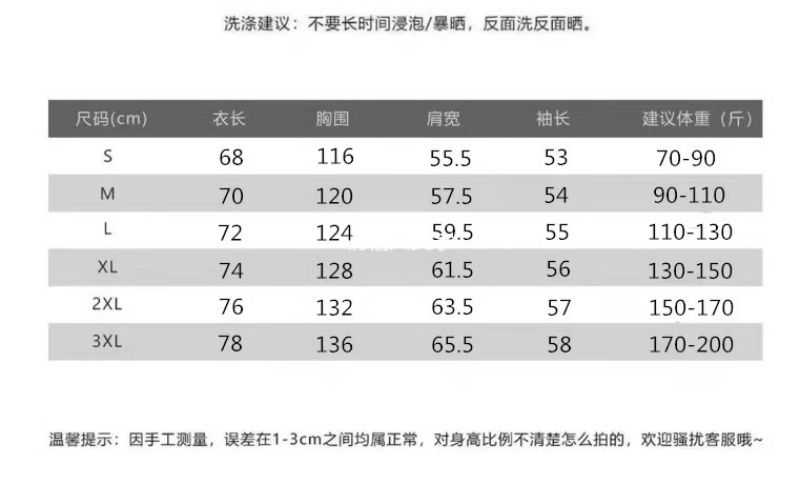 洗涤建议：不要长时间浸泡/暴晒，反面洗反面晒。
尺码(cm) 衣长 胸围 肩宽 袖长 建议体重（斤）
S 68 116 55.5 53 70-90
M 70 120 57.5 54 90-110
L 72 124 59.5 55 110-130
XL 74 128 61.5 56 130-150
2XL 76 132 63.5 57 150-170
3XL 78 136 65.5 58 170-200
温馨提示：因手工测量，误差在1-3cm之间均属正常，对身高比例不清楚怎么拍的，欢迎骚扰客服哦~